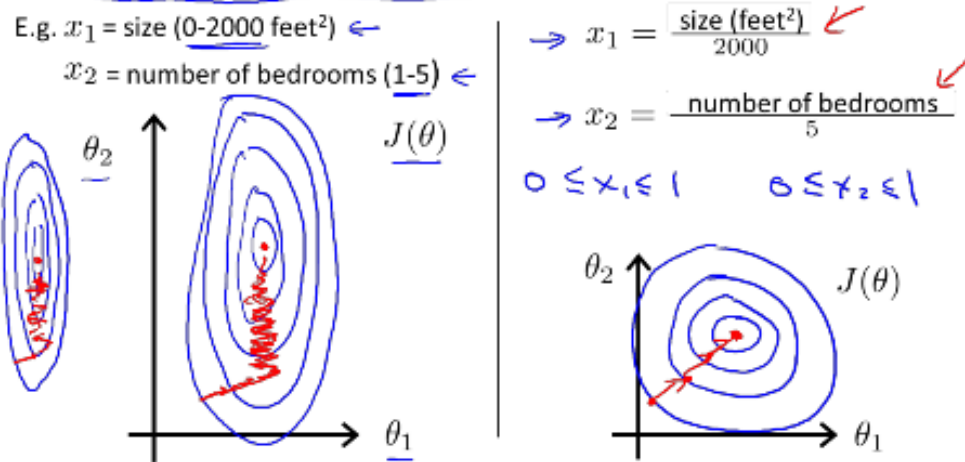 E.g. x₁ = size (0-2000 feet²)
x₂ = number of bedrooms (1-5)
θ₂
J(θ)
θ₁
x₁ = size (feet²) / 2000
x₂ = number of bedrooms / 5
0 ≤ x₁ ≤ 1 0 ≤ x₂ ≤ 1
θ₂
J(θ)
θ₁